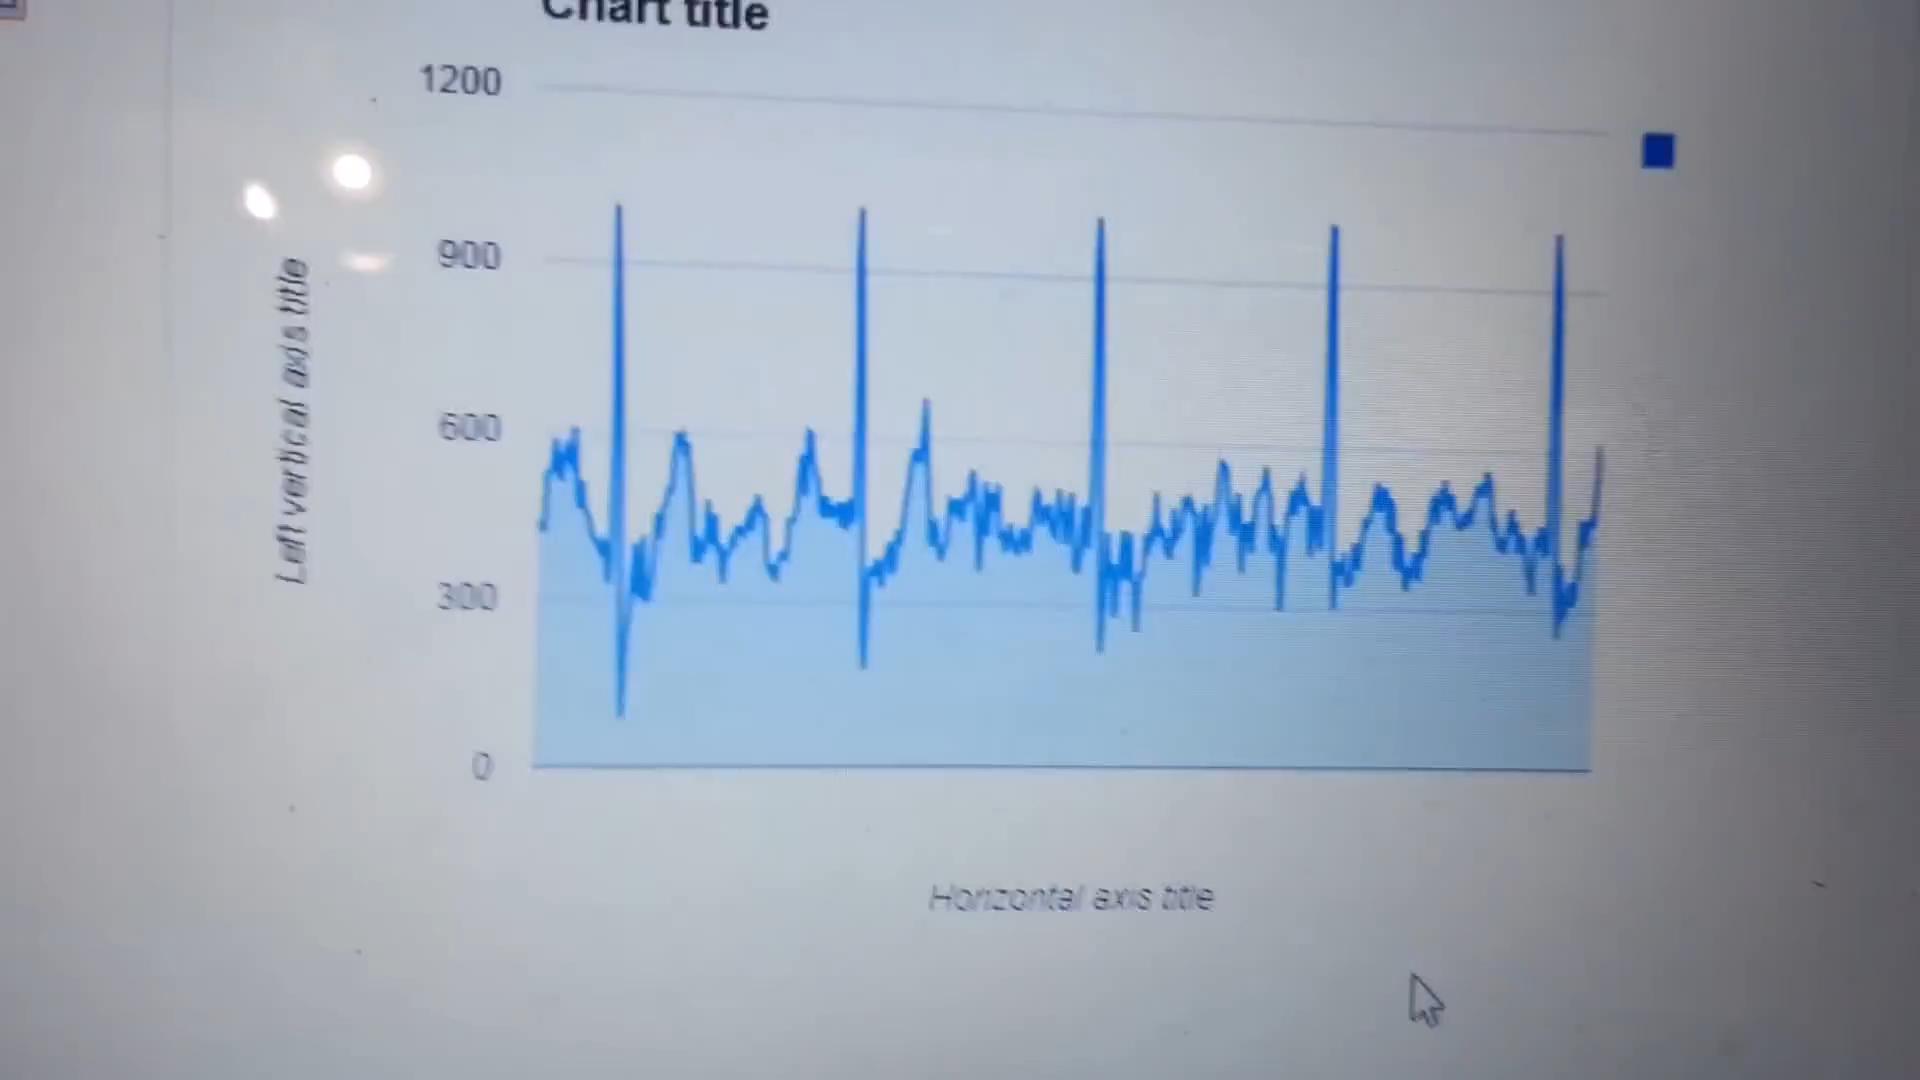 Chart title
1200
900
600
300
0
Left vertical axis title
Horizontal axis title